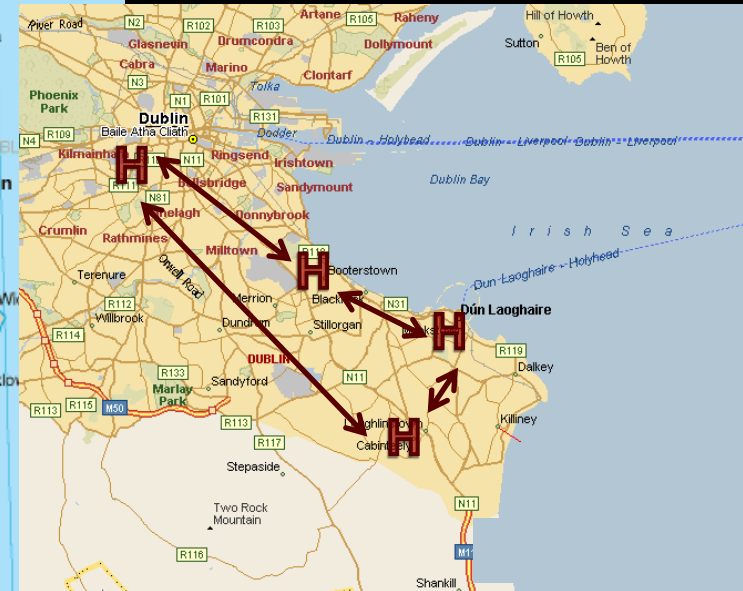 River Road
N2
R102
R103
Artane
R105
Raheny
Hill of Howth
Glasnevin
Drumcondra
Dollymount
Sutton
Ben of
Howth
R105
Cabra
Marino
Clontarf
N3
Phoenix
Park
N1
R101
Tolka
R131
Dublin
Baile Atha Cliath
N4
R109
Dodder
Dublin - Holyhead
Dublin - Liverpool
Dublin - Liverpool
Kilmainham
N11
Ringsend
Irishtown
R111
Ballsbridge
Sandymount
Dublin Bay
N81
Ranelagh
Donnybrook
Crumlin
Rathmines
Milltown
R118
Irish Sea
Terenure
Orwell Road
Booterstown
Dun Laoghaire - Holyhead
R112
Merrion
Blackrock
N31
Dún Laoghaire
Willbrook
Dundrum
Stillorgan
R114
DUBLIN
R119
R133
Marlay
Park
Sandyford
N11
Dalkey
R113
R115
M50
R113
Loughlinstown
Killiney
R117
Cabinteely
Stepaside
Two Rock
Mountain
N11
R116
M11
Shankill
H
H
H
H